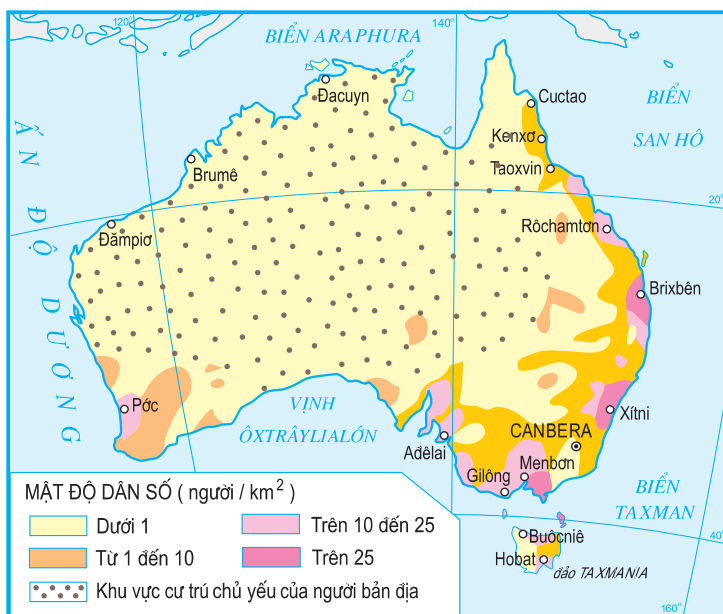 120°
140°
BIỂN ARAPHURA
Đacuyn
Cuctao
BIỂN
SAN HÔ
Kenxơ
Taoxvin
Brumê
ẤN ĐỘ DƯƠNG
20°
Đămpiơ
Rôchamtơn
Brixbên
Pớc
VỊNH
ÔXTRÂYLIALỚN
Xítni
CANBERA
Ađêlai
Menbơn
Gilông
BIỂN
TAXMAN
MẬT ĐỘ DÂN SỐ ( người / km² )
Dưới 1
Trên 10 đến 25
Từ 1 đến 10
Trên 25
Khu vực cư trú chủ yếu của người bản địa
Buôcniê
40°
Hobat
đảo TAXMANIA
160°